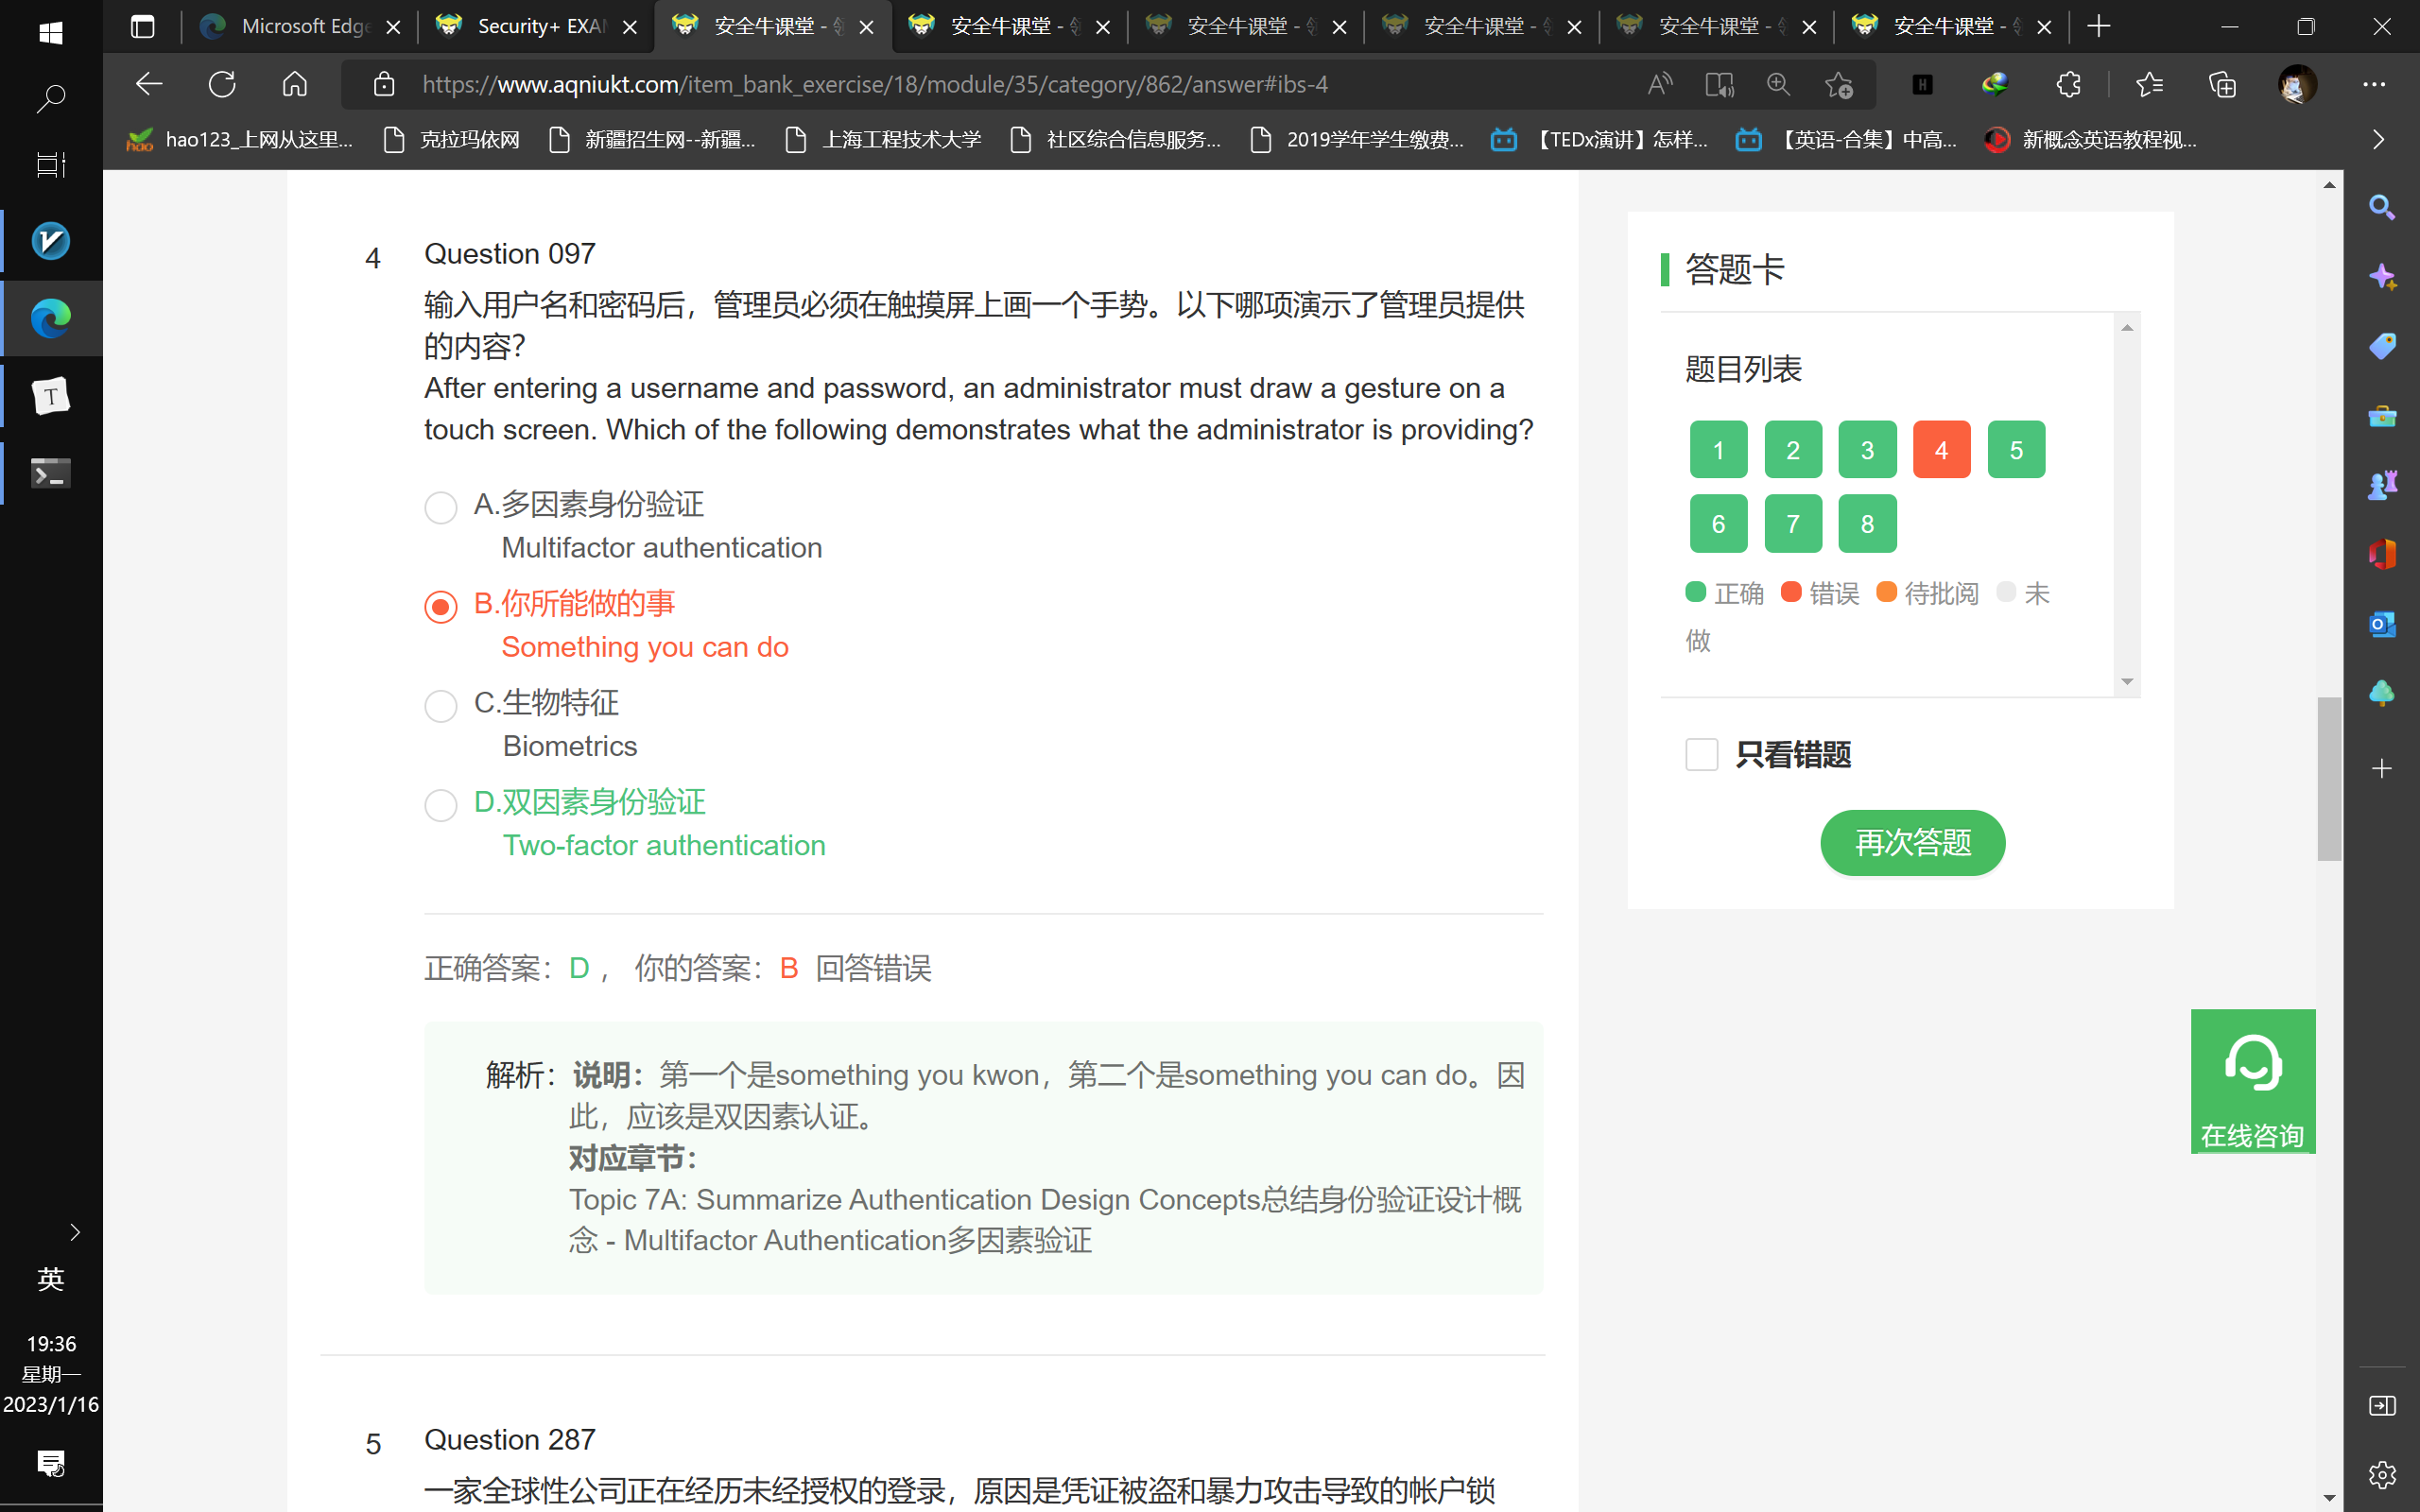 Microsoft Edge
Security+ EXAM
安全牛课堂 -
安全牛课堂 -
安全牛课堂 -
安全牛课堂 -
安全牛课堂 -
安全牛课堂 -
https://www.aqniukt.com/item_bank_exercise/18/module/35/category/862/answer#ibs-4
hao123_上网从这里...
克拉玛依网
新疆招生网--新疆...
上海工程技术大学
社区综合信息服务...
2019学年学生缴费...
【TEDx演讲】怎样...
【英语-合集】中高...
新概念英语教程视...
4
Question 097
输入用户名和密码后，管理员必须在触摸屏上画一个手势。以下哪项演示了管理员提供
的内容？
After entering a username and password, an administrator must draw a gesture on a
touch screen. Which of the following demonstrates what the administrator is providing?
A.多因素身份验证
Multifactor authentication
B.你所能做的事
Something you can do
C.生物特征
Biometrics
D.双因素身份验证
Two-factor authentication
正确答案：D ， 你的答案：B 回答错误
解析：说明：第一个是something you kwon，第二个是something you can do。因
此，应该是双因素认证。
对应章节：
Topic 7A: Summarize Authentication Design Concepts总结身份验证设计概
念 - Multifactor Authentication多因素验证
5
Question 287
一家全球性公司正在经历未经授权的登录，原因是凭证被盗和暴力攻击导致的帐户锁
答题卡
题目列表
1 2 3 4 5
6 7 8
正确 错误 待批阅 未
做
只看错题
再次答题
在线咨询
英
19:36
星期一
2023/1/16